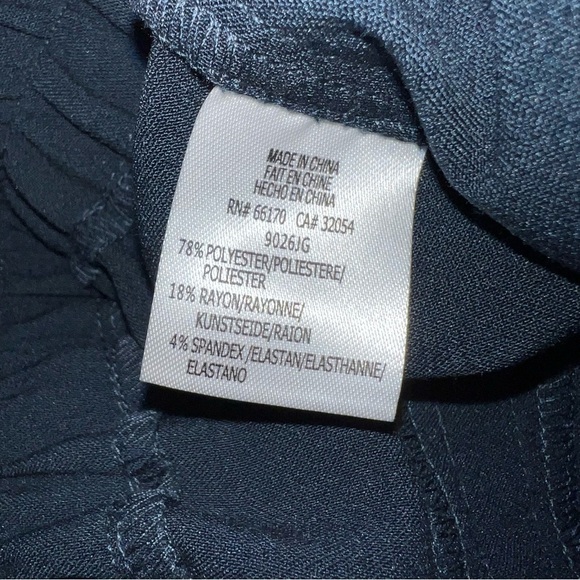 MADE IN CHINA
FAIT EN CHINE
HECHO EN CHINA
RN# 66170 CA# 32054
9026JG
78% POLYESTER/POLIESTERE/
POLIESTER
18% RAYON/RAYONNE/
KUNSTSEIDE/RAION
4% SPANDEX/ELASTAN/ELASTHANNE/
ELASTANO